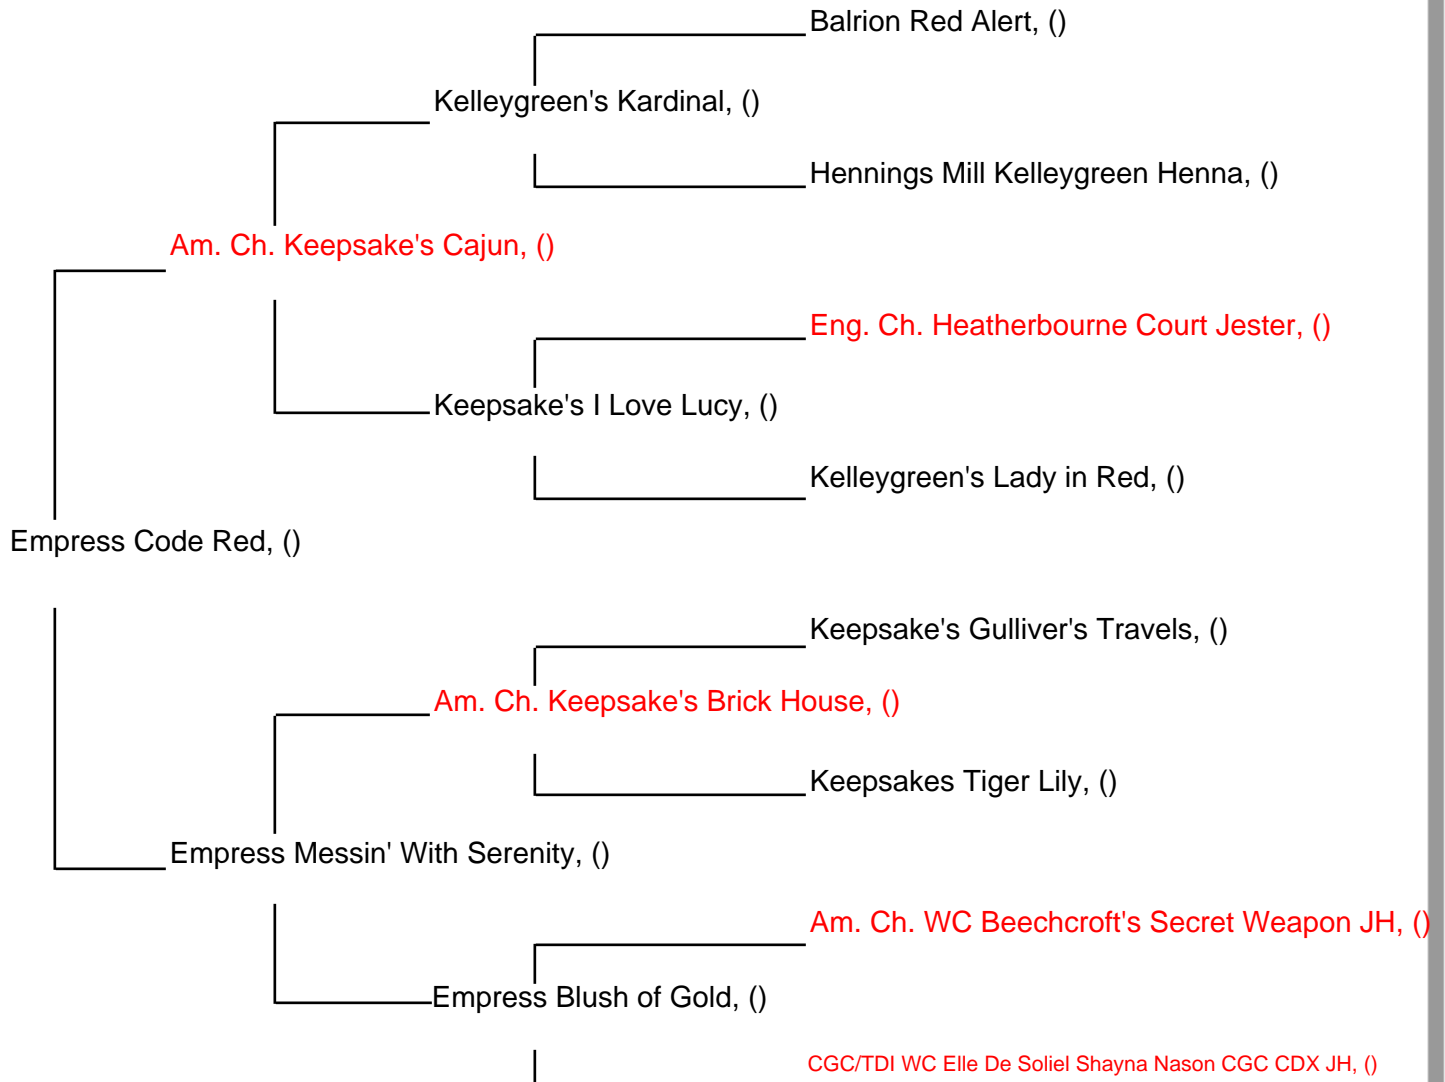 Balrion Red Alert, ()
Kelleygreen's Kardinal, ()
Hennings Mill Kelleygreen Henna, ()
Am. Ch. Keepsake's Cajun, ()
Eng. Ch. Heatherbourne Court Jester, ()
Keepsake's I Love Lucy, ()
Kelleygreen's Lady in Red, ()
Empress Code Red, ()
Keepsake's Gulliver's Travels, ()
Am. Ch. Keepsake's Brick House, ()
Keepsakes Tiger Lily, ()
Empress Messin' With Serenity, ()
Am. Ch. WC Beechcroft's Secret Weapon JH, ()
Empress Blush of Gold, ()
CGC/TDI WC Elle De Soliel Shayna Nason CGC CDX JH, ()